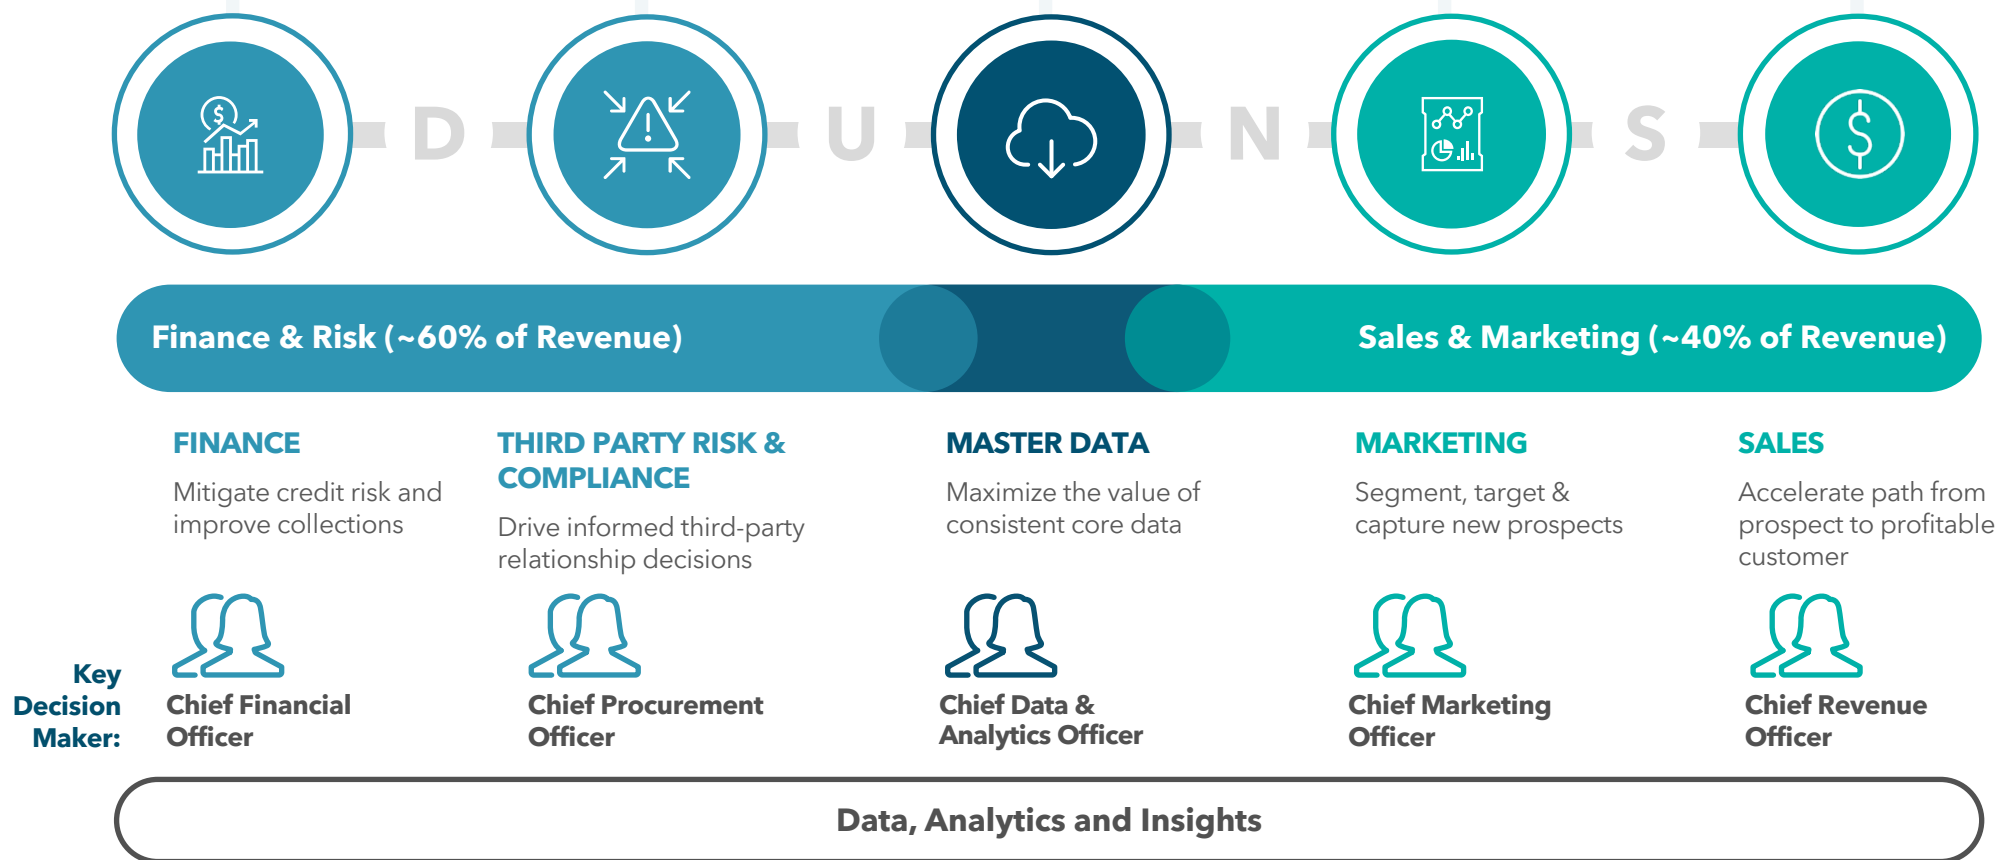 D U N S
Finance & Risk (~60% of Revenue)
Sales & Marketing (~40% of Revenue)
FINANCE
Mitigate credit risk and
improve collections
THIRD PARTY RISK &
COMPLIANCE
Drive informed third-party
relationship decisions
MASTER DATA
Maximize the value of
consistent core data
MARKETING
Segment, target &
capture new prospects
SALES
Accelerate path from
prospect to profitable
customer
Key
Decision
Maker:
Chief Financial
Officer
Chief Procurement
Officer
Chief Data &
Analytics Officer
Chief Marketing
Officer
Chief Revenue
Officer
Data, Analytics and Insights